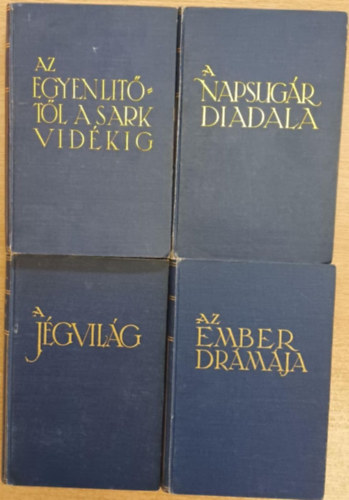 AZ
EGYENLITŐ=
TŐL A SARK
VIDÉKIG
A
NAPSUGÁR
DIADALA
A
JÉGVILÁG
AZ
EMBER
DRÁMÁJA